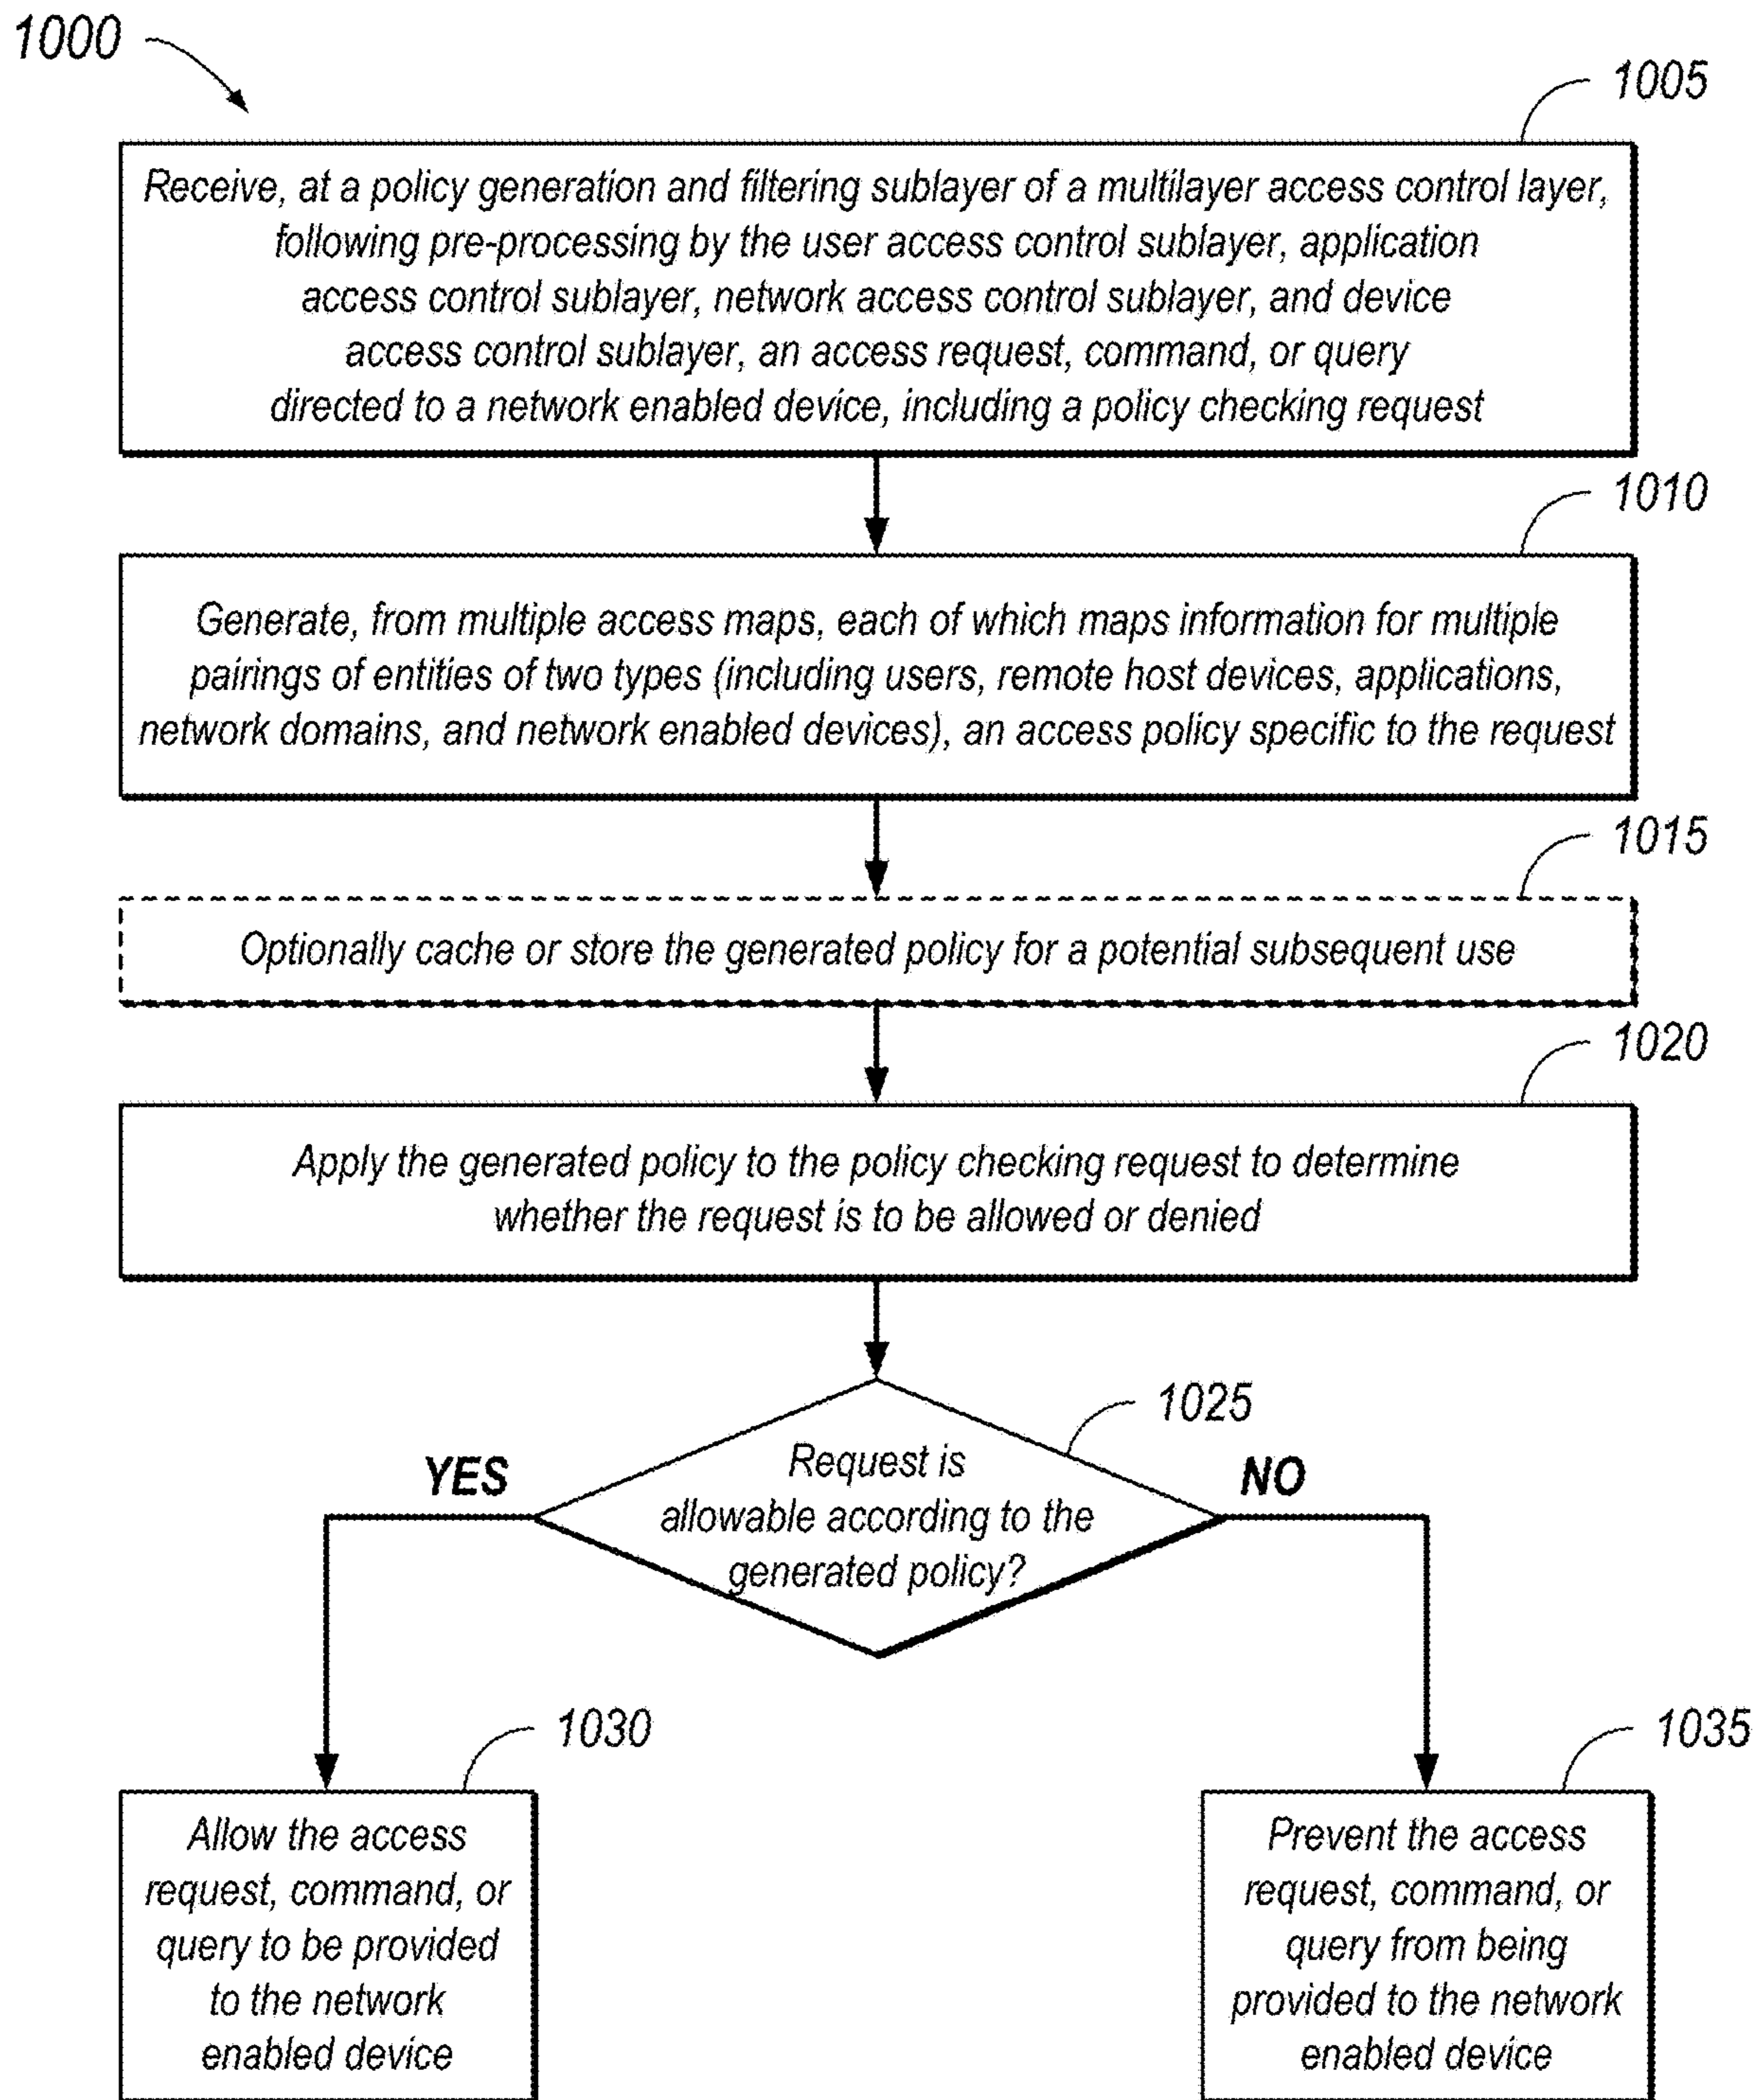 1000
1005
Receive, at a policy generation and filtering sublayer of a multilayer access control layer,
following pre-processing by the user access control sublayer, application
access control sublayer, network access control sublayer, and device
access control sublayer, an access request, command, or query
directed to a network enabled device, including a policy checking request
1010
Generate, from multiple access maps, each of which maps information for multiple
pairings of entities of two types (including users, remote host devices, applications,
network domains, and network enabled devices), an access policy specific to the request
1015
Optionally cache or store the generated policy for a potential subsequent use
1020
Apply the generated policy to the policy checking request to determine
whether the request is to be allowed or denied
1025
YES
NO
Request is
allowable according to the
generated policy?
1030
Allow the access
request, command, or
query to be provided
to the network
enabled device
1035
Prevent the access
request, command, or
query from being
provided to the network
enabled device